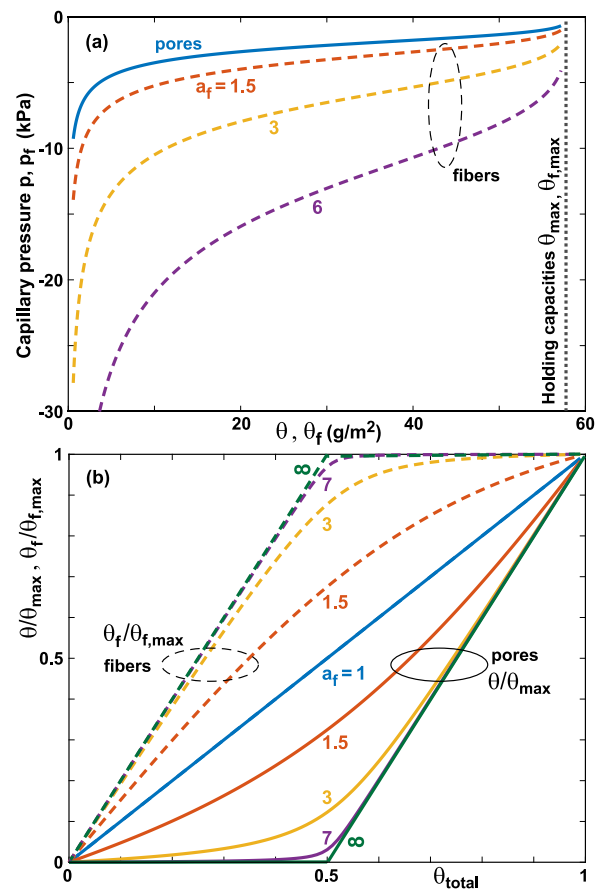 (a)
pores
a_f = 1.5
3
6
fibers
Capillary pressure p, p_f (kPa)
0
-10
-20
-30
Holding capacities θ_max, θ_f,max
0
20
40
60
θ , θ_f (g/m²)
(b)
∞
7
3
1.5
θ_f/θ_f,max
fibers
a_f = 1
pores
θ/θ_max
1.5
3
7
∞
θ/θ_max , θ_f/θ_f,max
1
0.5
0
0
0.5
θ_total
1